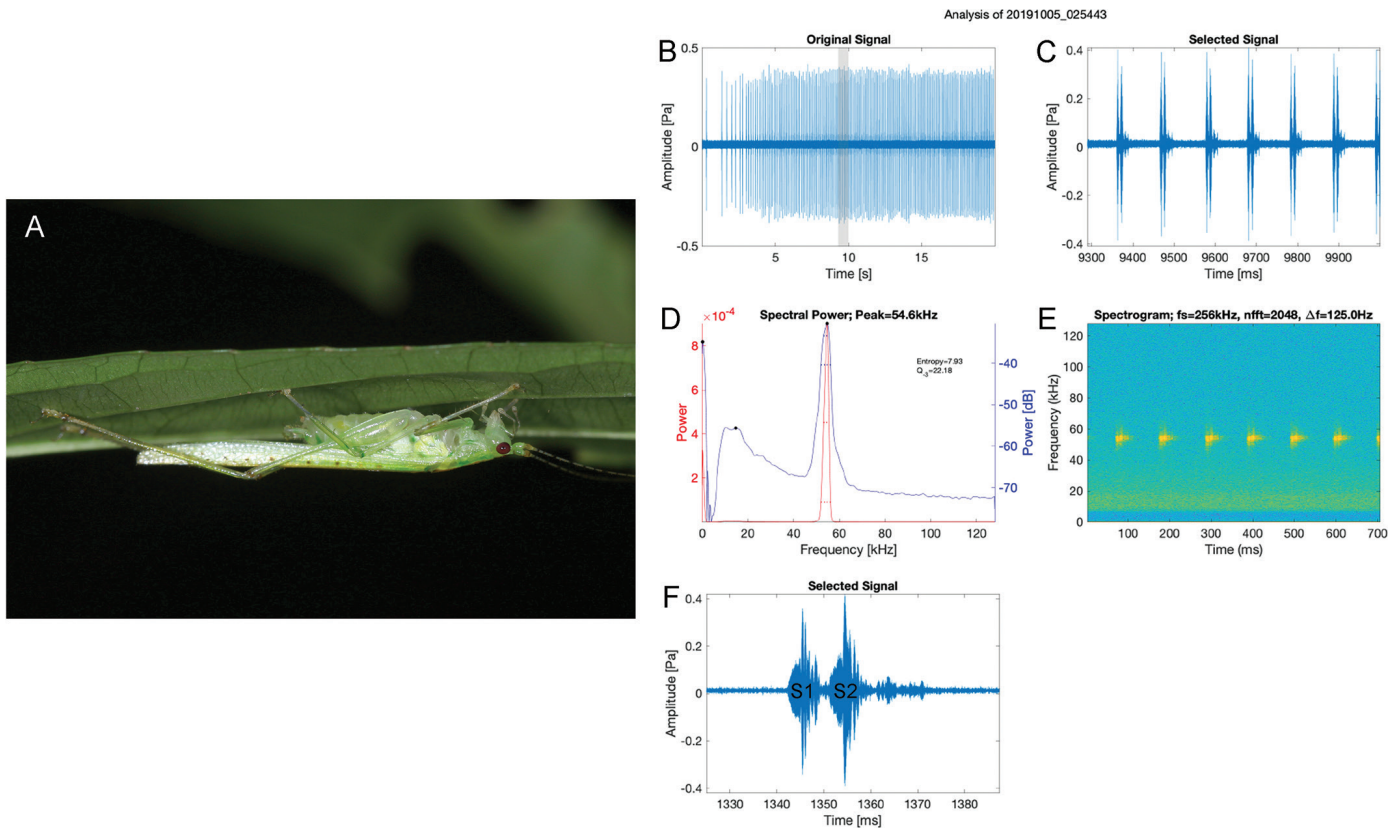 Analysis of 20191005_025443
A
B
Original Signal
Amplitude [Pa]
0.5
0
-0.5
5
10
15
Time [s]
C
Selected Signal
Amplitude [Pa]
0.4
0.2
0
-0.2
-0.4
9300
9400
9500
9600
9700
9800
9900
Time [ms]
D
×10-4
Spectral Power; Peak=54.6kHz
Power
8
6
4
2
Entropy=7.93
Q-3=22.18
Power [dB]
-40
-50
-60
-70
0
20
40
60
80
100
120
Frequency [kHz]
E
Spectrogram; fs=256kHz, nfft=2048, Δf=125.0Hz
Frequency (kHz)
120
100
80
60
40
20
0
100
200
300
400
500
600
700
Time (ms)
F
Selected Signal
Amplitude [Pa]
0.4
0.2
0
-0.2
-0.4
S1
S2
1330
1340
1350
1360
1370
1380
Time [ms]